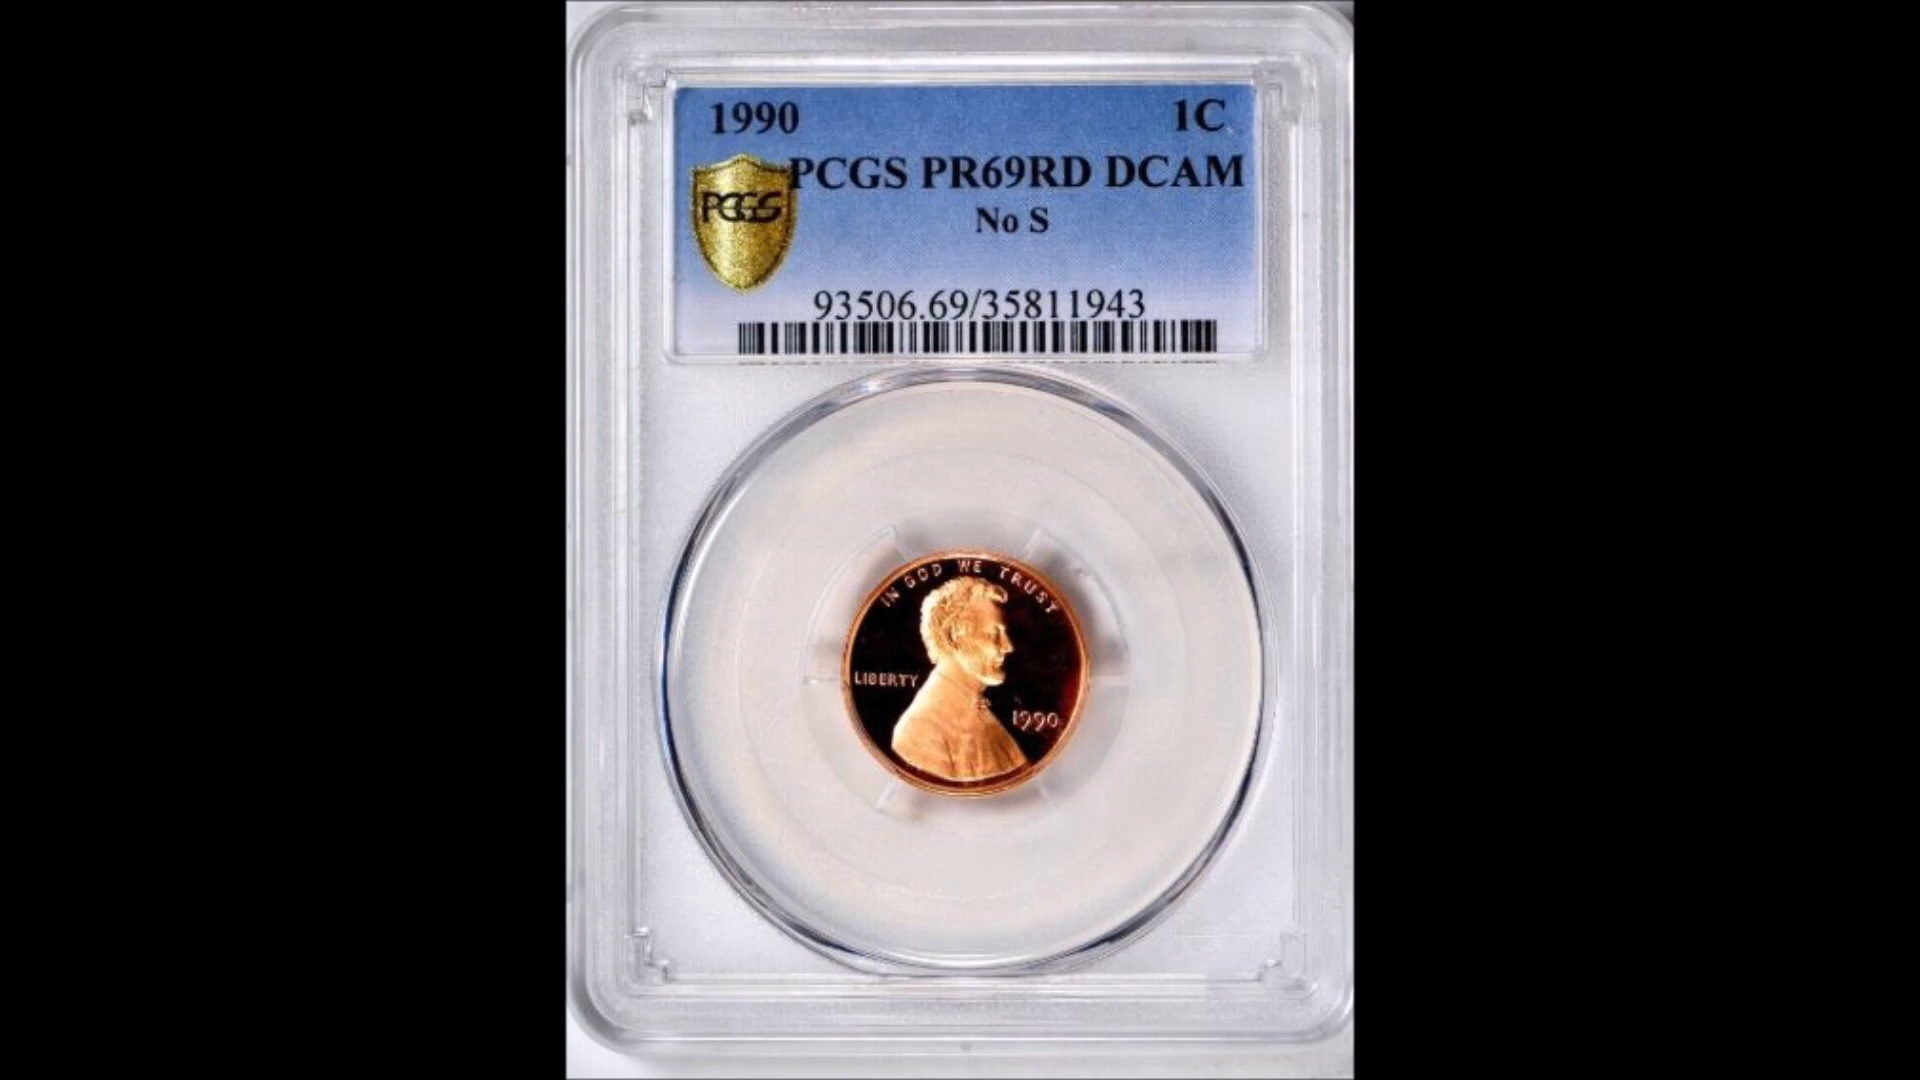 1990 1C
PCGS PR69RD DCAM
No S
PCGS
93506.69/35811943
IN GOD WE TRUST
LIBERTY
1990